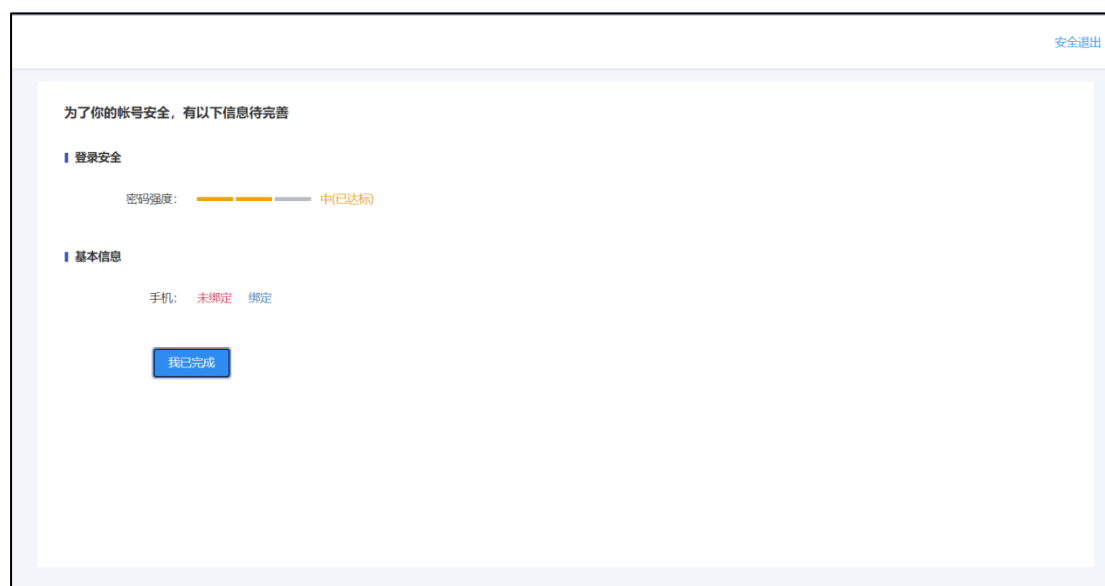 安全退出
为了你的帐号安全，有以下信息待完善
登录安全
密码强度： 中(已达标)
基本信息
手机： 未绑定 绑定
我已完成